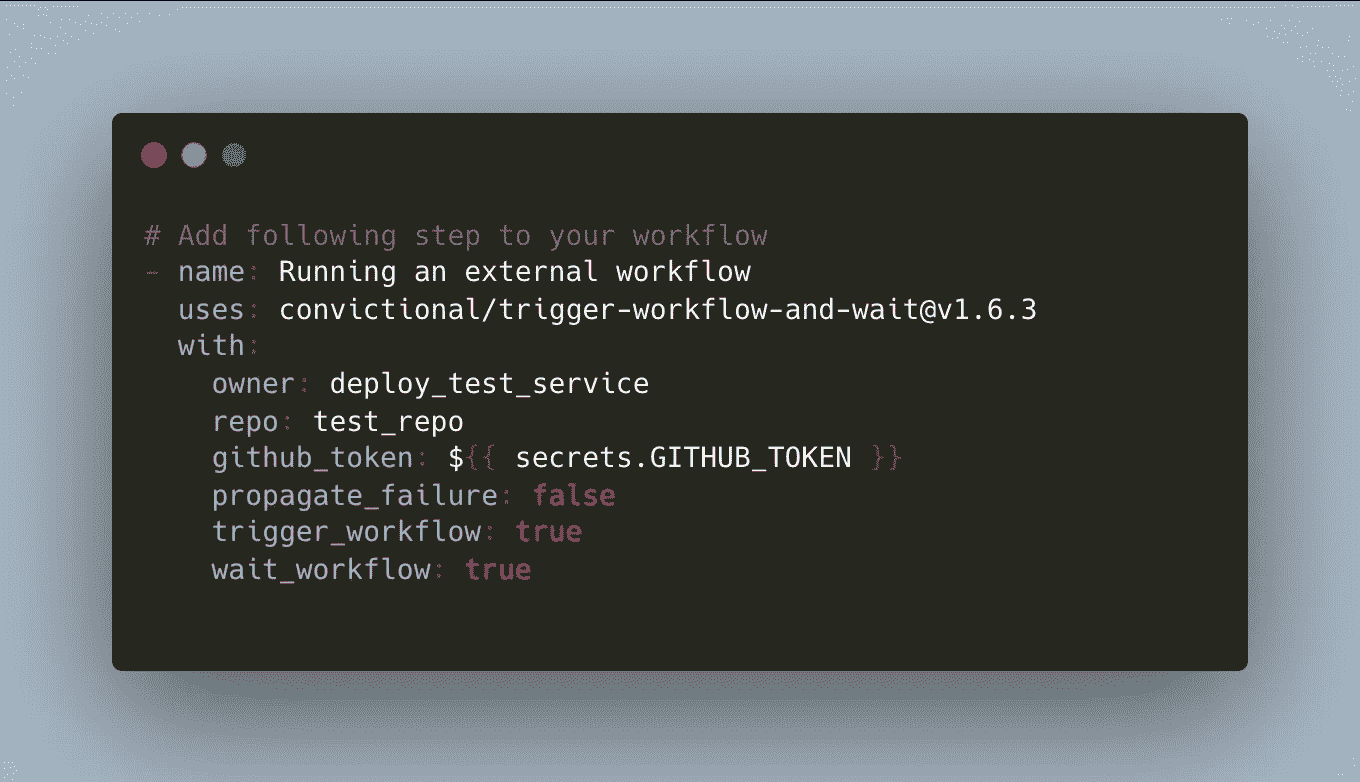 # Add following step to your workflow
- name: Running an external workflow
  uses: convictional/trigger-workflow-and-wait@v1.6.3
  with:
    owner: deploy_test_service
    repo: test_repo
    github_token: ${{ secrets.GITHUB_TOKEN }}
    propagate_failure: false
    trigger_workflow: true
    wait_workflow: true